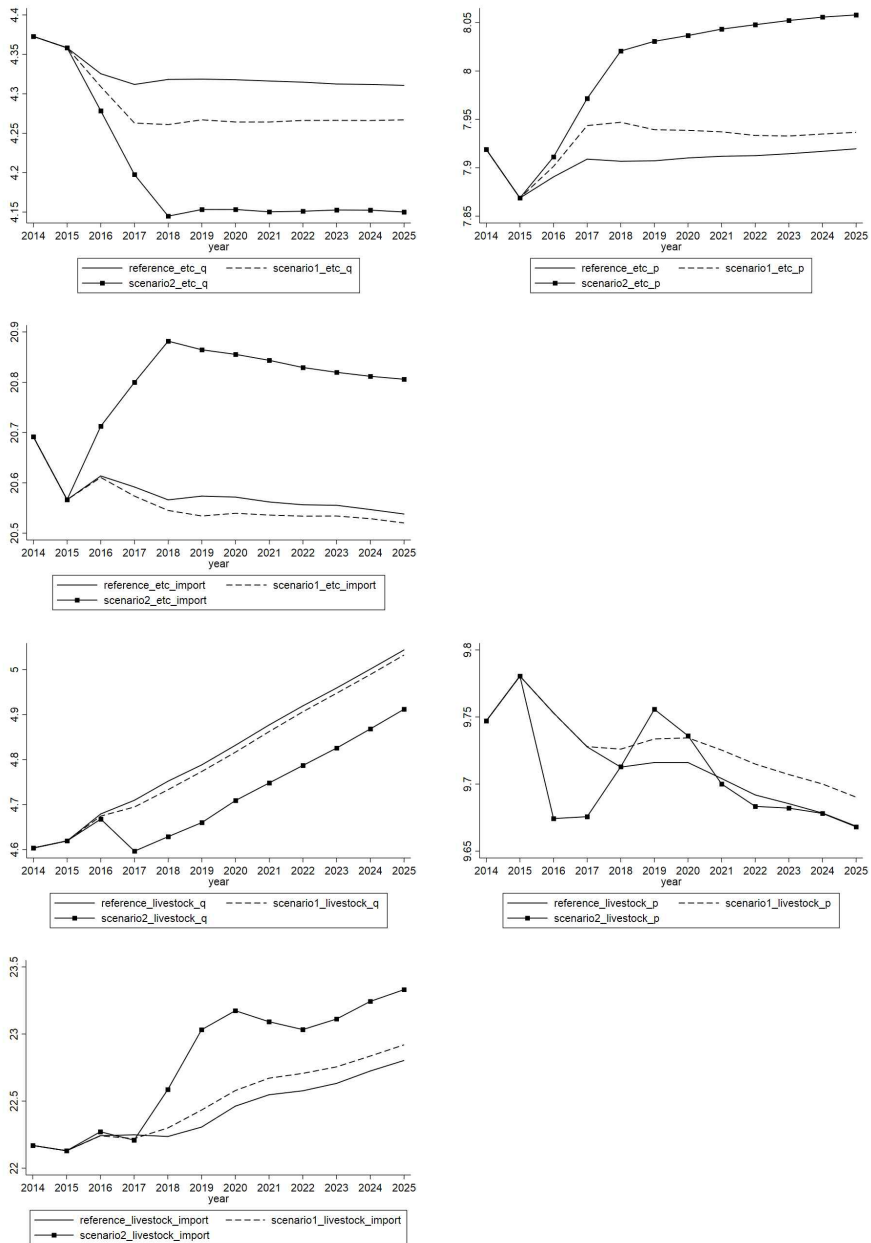 4.4
4.35
4.3
4.25
4.2
4.15
2014 2015 2016 2017 2018 2019 2020 2021 2022 2023 2024 2025
year
reference_etc_q scenario1_etc_q
scenario2_etc_q
8.05
8
7.95
7.9
7.85
2014 2015 2016 2017 2018 2019 2020 2021 2022 2023 2024 2025
year
reference_etc_p scenario1_etc_p
scenario2_etc_p
20.9
20.8
20.7
20.6
20.5
2014 2015 2016 2017 2018 2019 2020 2021 2022 2023 2024 2025
year
reference_etc_import scenario1_etc_import
scenario2_etc_import
5
4.9
4.8
4.7
4.6
2014 2015 2016 2017 2018 2019 2020 2021 2022 2023 2024 2025
year
reference_livestock_q scenario1_livestock_q
scenario2_livestock_q
9.8
9.75
9.7
9.65
2014 2015 2016 2017 2018 2019 2020 2021 2022 2023 2024 2025
year
reference_livestock_p scenario1_livestock_p
scenario2_livestock_p
23.5
23
22.5
22
2014 2015 2016 2017 2018 2019 2020 2021 2022 2023 2024 2025
year
reference_livestock_import scenario1_livestock_import
scenario2_livestock_import